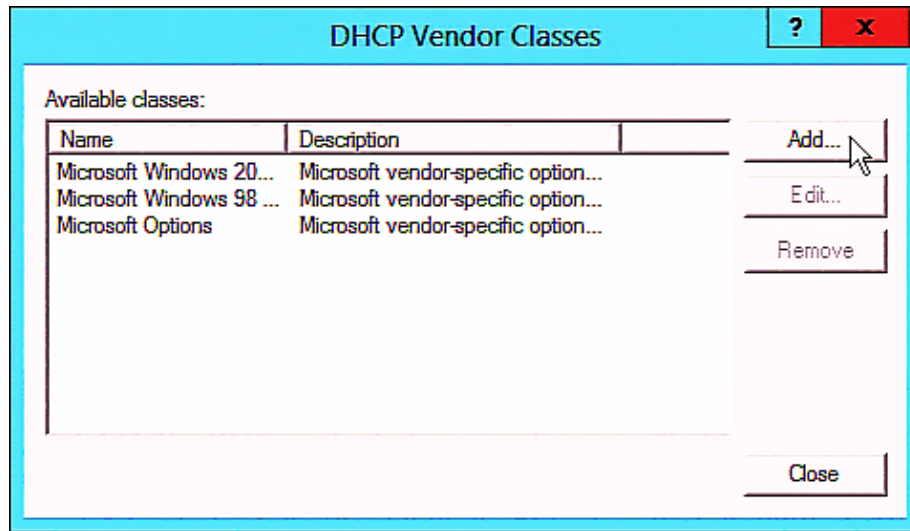 DHCP Vendor Classes
? x
Available classes:
Name Description
Microsoft Windows 20... Microsoft vendor-specific option...
Microsoft Windows 98 ... Microsoft vendor-specific option...
Microsoft Options Microsoft vendor-specific option...
Add...
Edit...
Remove
Close